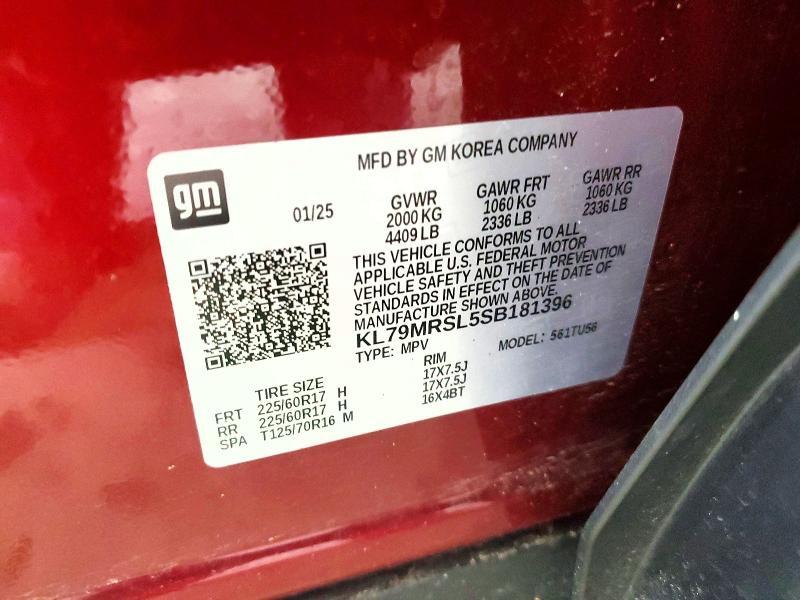 MFD BY GM KOREA COMPANY
gm
01/25
GVWR
2000 KG
4409 LB
GAWR FRT
1060 KG
2336 LB
GAWR RR
1060 KG
2336 LB
THIS VEHICLE CONFORMS TO ALL
APPLICABLE U.S. FEDERAL MOTOR
VEHICLE SAFETY AND THEFT PREVENTION
STANDARDS IN EFFECT ON THE DATE OF
MANUFACTURE SHOWN ABOVE.
KL79MRSL5SB181396
TYPE: MPV MODEL: 561TU56
TIRE SIZE RIM
FRT 225/60R17 H 17X7.5J
RR 225/60R17 H 17X7.5J
SPA T125/70R16 M 16X4BT